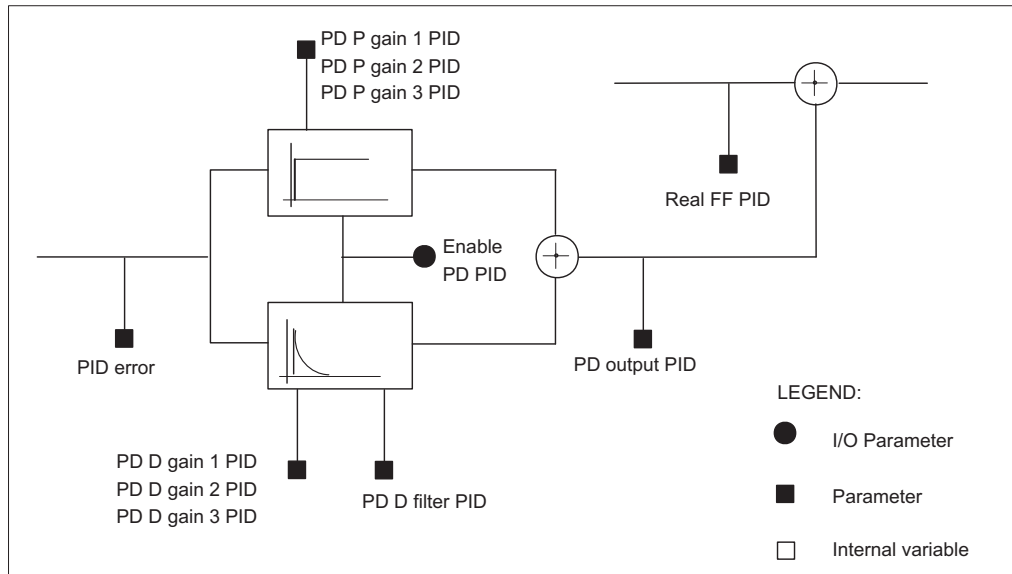 PD P gain 1 PID
PD P gain 2 PID
PD P gain 3 PID
Real FF PID
Enable
PD PID
PID error
PD output PID
LEGEND:
I/O Parameter
PD D gain 1 PID
PD D gain 2 PID
PD D gain 3 PID
PD D filter PID
Parameter
Internal variable